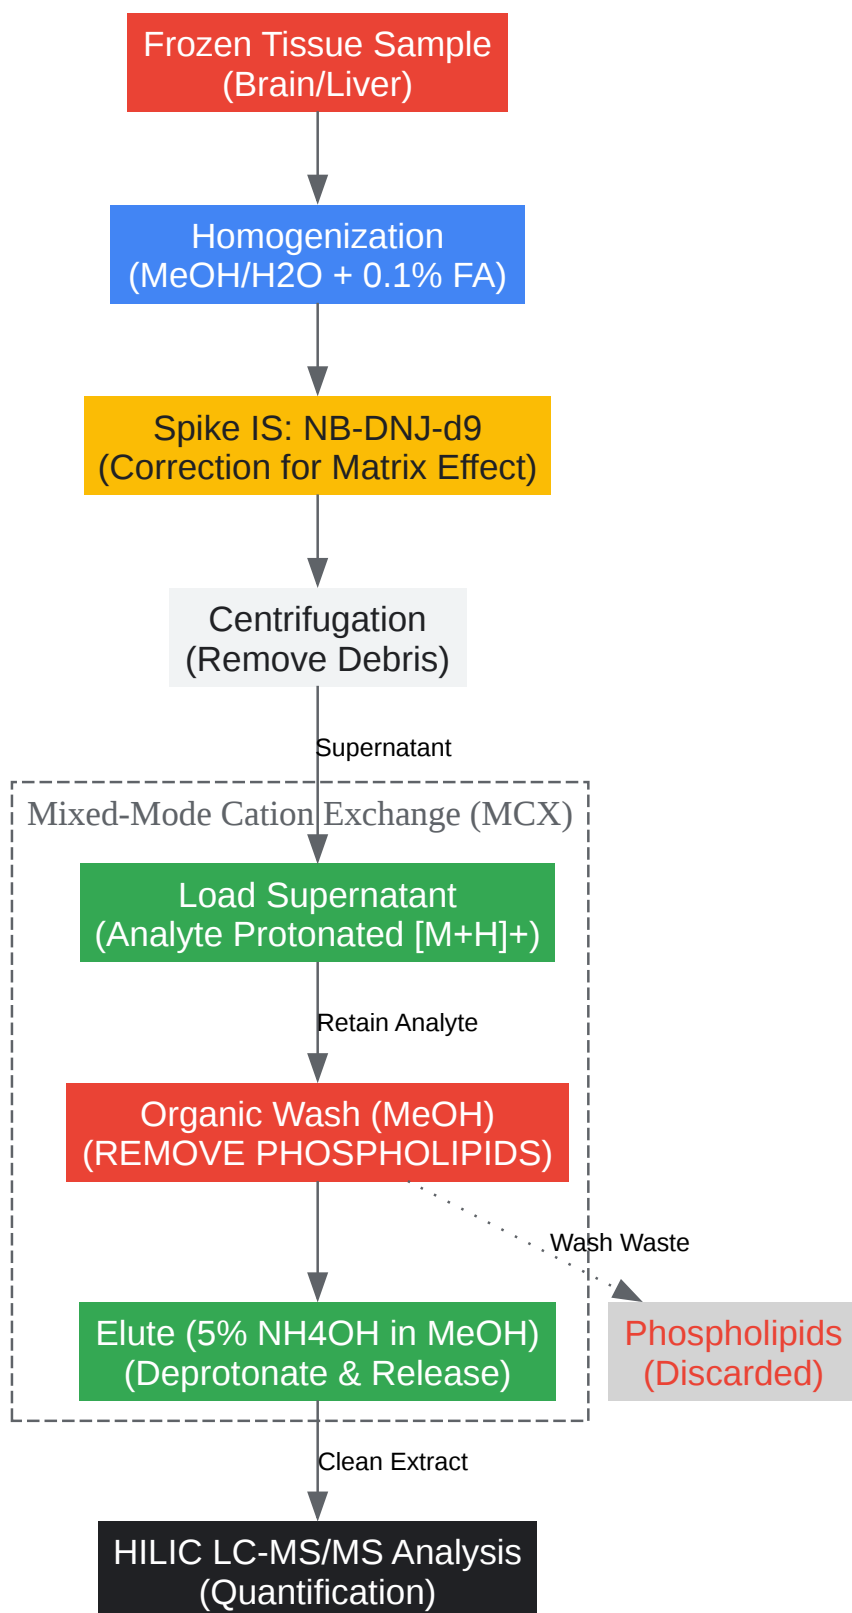 Frozen Tissue Sample
(Brain/Liver)
Homogenization
(MeOH/H2O + 0.1% FA)
Spike IS: NB-DNJ-d9
(Correction for Matrix Effect)
Centrifugation
(Remove Debris)
Supernatant
Mixed-Mode Cation Exchange (MCX)
Load Supernatant
(Analyte Protonated [M+H]+)
Retain Analyte
Organic Wash (MeOH)
(REMOVE PHOSPHOLIPIDS)
Wash Waste
Elute (5% NH4OH in MeOH)
(Deprotonate & Release)
Phospholipids
(Discarded)
Clean Extract
HILIC LC-MS/MS Analysis
(Quantification)